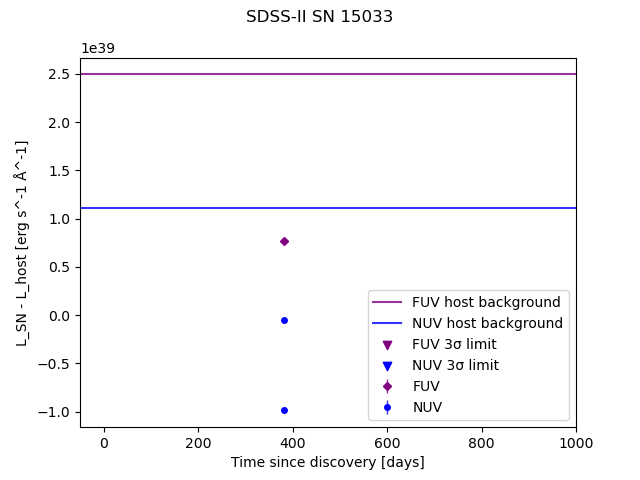 SDSS-II SN 15033
1e39
L_SN - L_host [erg s^-1 Å^-1]
2.5
2.0
1.5
1.0
0.5
0.0
−0.5
−1.0
FUV host background
NUV host background
FUV 3σ limit
NUV 3σ limit
FUV
NUV
0
200
400
600
800
1000
Time since discovery [days]